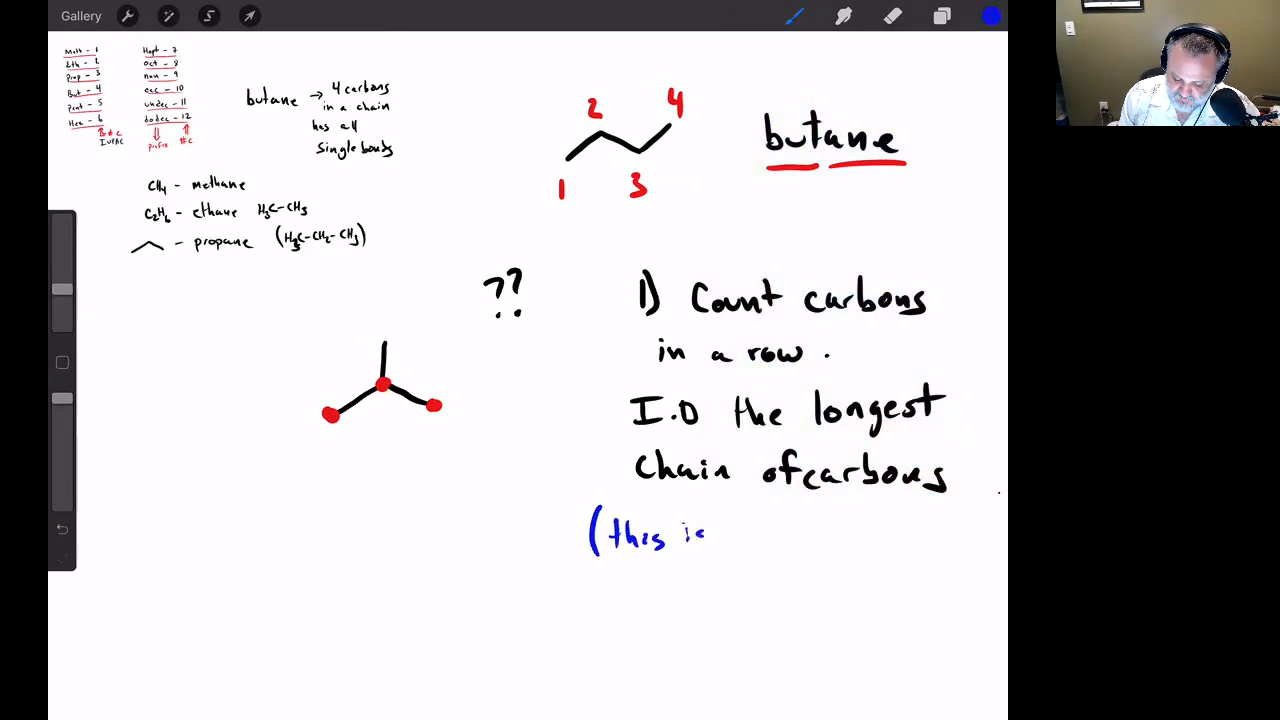 Gallery
Meth - 1
Eth - 2
Prop - 3
But - 4
Pent - 5
Hex - 6
B#C
IUPAC
Hept - 7
oct - 8
non - 9
undec - 11
dodec - 12
prefix
#C
butane → 4 carbons
in a chain
has all
single bonds
CH4 - methane
C2H6 - ethane H3C-CH3
- propane (H3C-CH2-CH3)
1
2
3
4
butane
??
1) Count carbons
in a row .
I.D the longest
chain of carbons
(this is